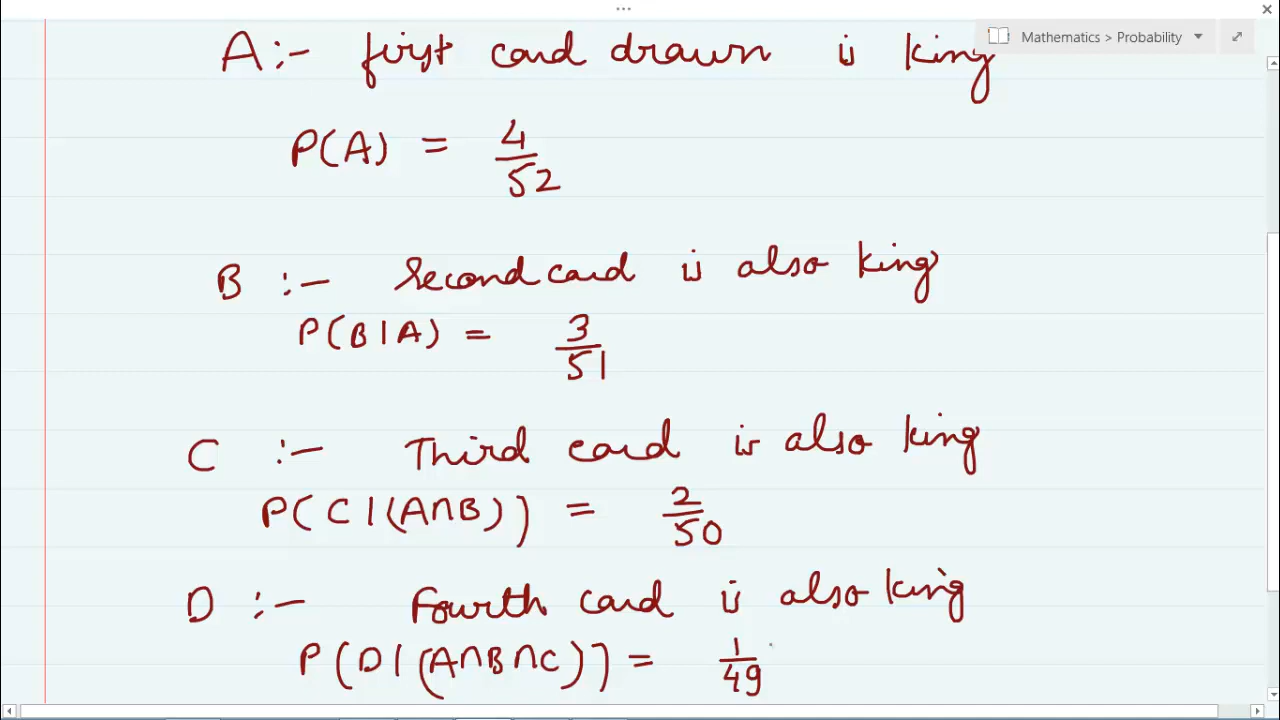 Mathematics > Probability
A :- first card drawn is king
P(A) = 4/52
B :- Second card is also king
P(B|A) = 3/51
C :- Third card is also king
P(C|(A∩B)) = 2/50
D :- Fourth card is also king
P(D|(A∩B∩C)) = 1/49